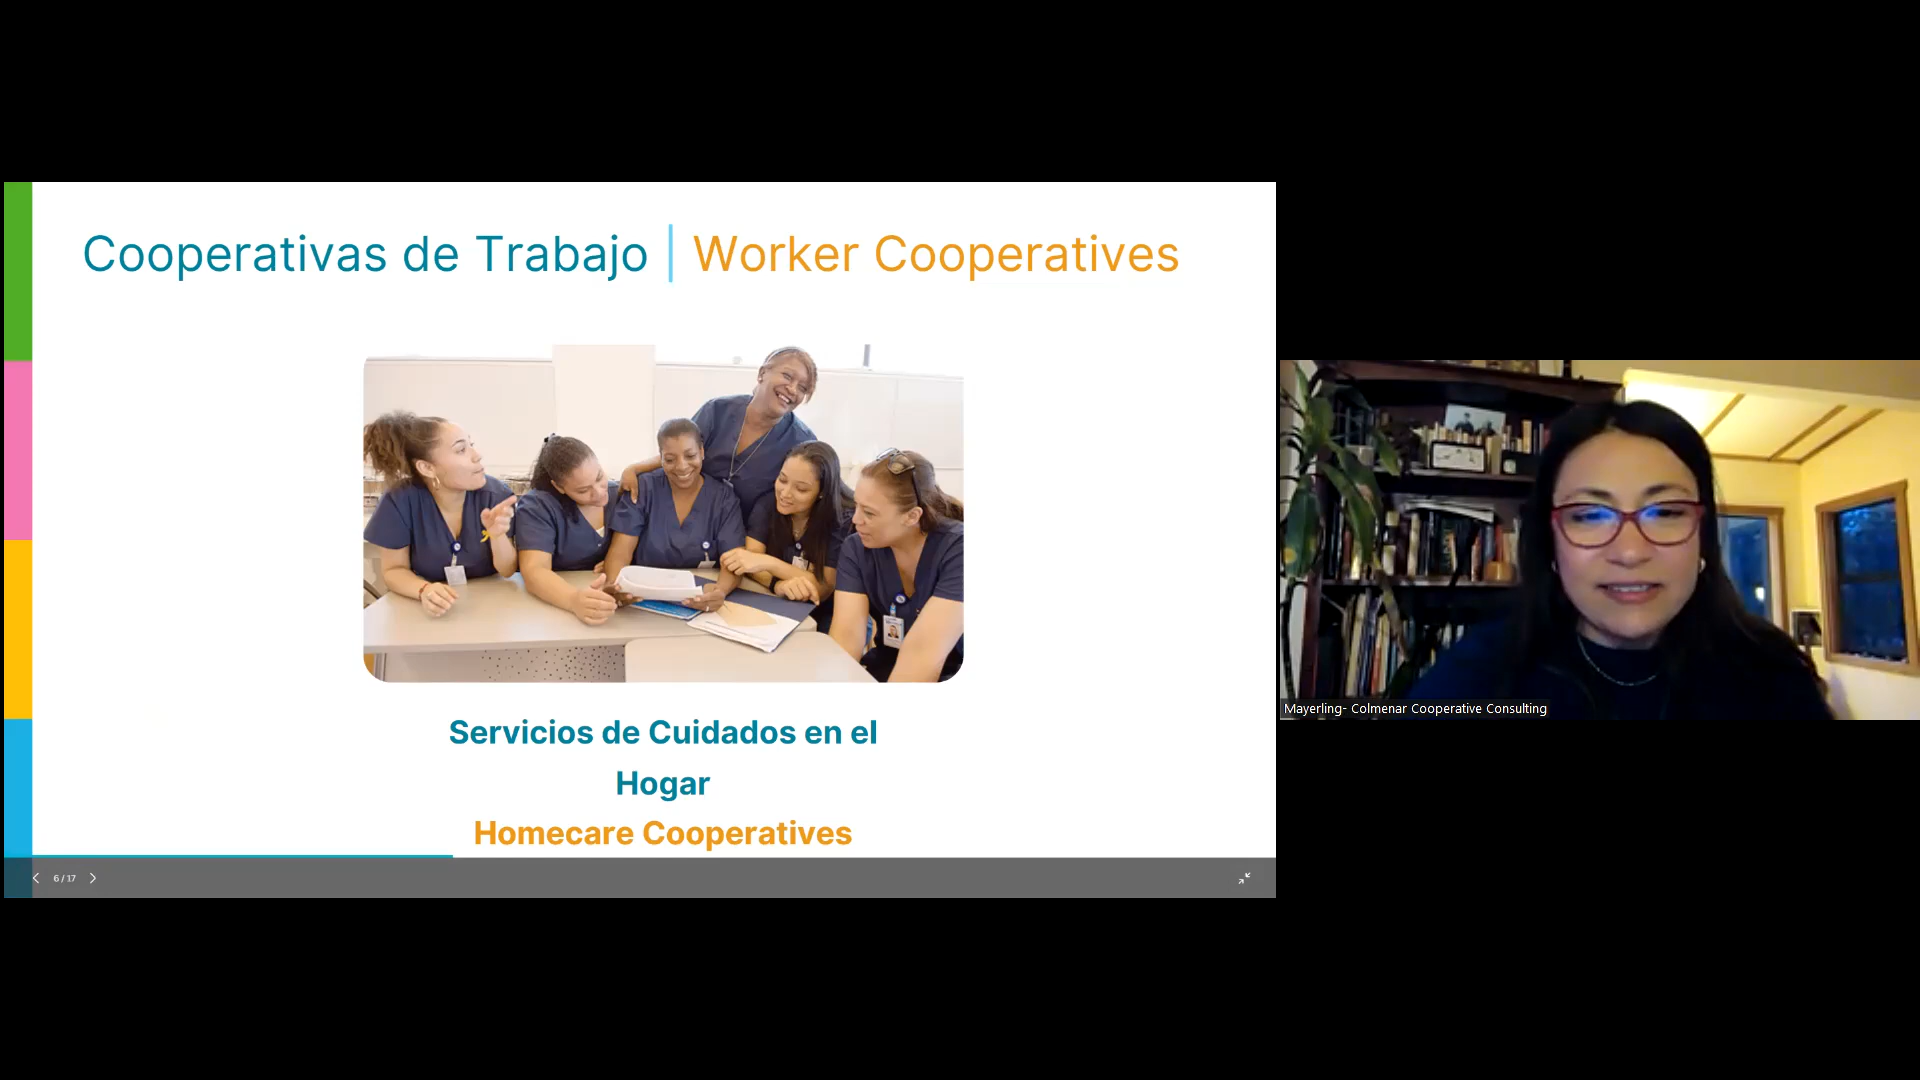 Cooperativas de Trabajo | Worker Cooperatives
Servicios de Cuidados en el
Hogar
Homecare Cooperatives
6 / 17
Mayerling- Colmenar Cooperative Consulting